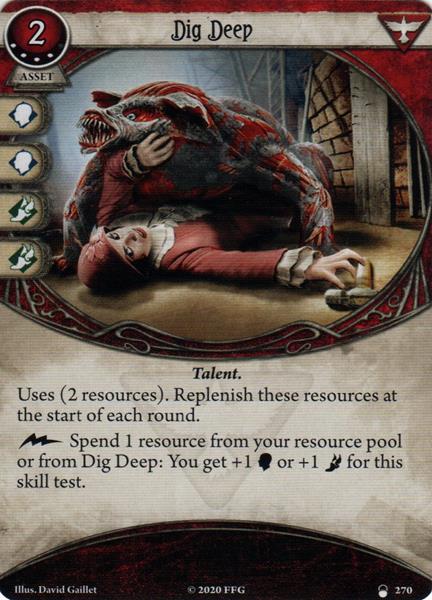 2
Dig Deep
ASSET
Talent.
Uses (2 resources). Replenish these resources at
the start of each round.
Spend 1 resource from your resource pool
or from Dig Deep: You get +1 or +1 for this
skill test.
Illus. David Gaillet
© 2020 FFG
270